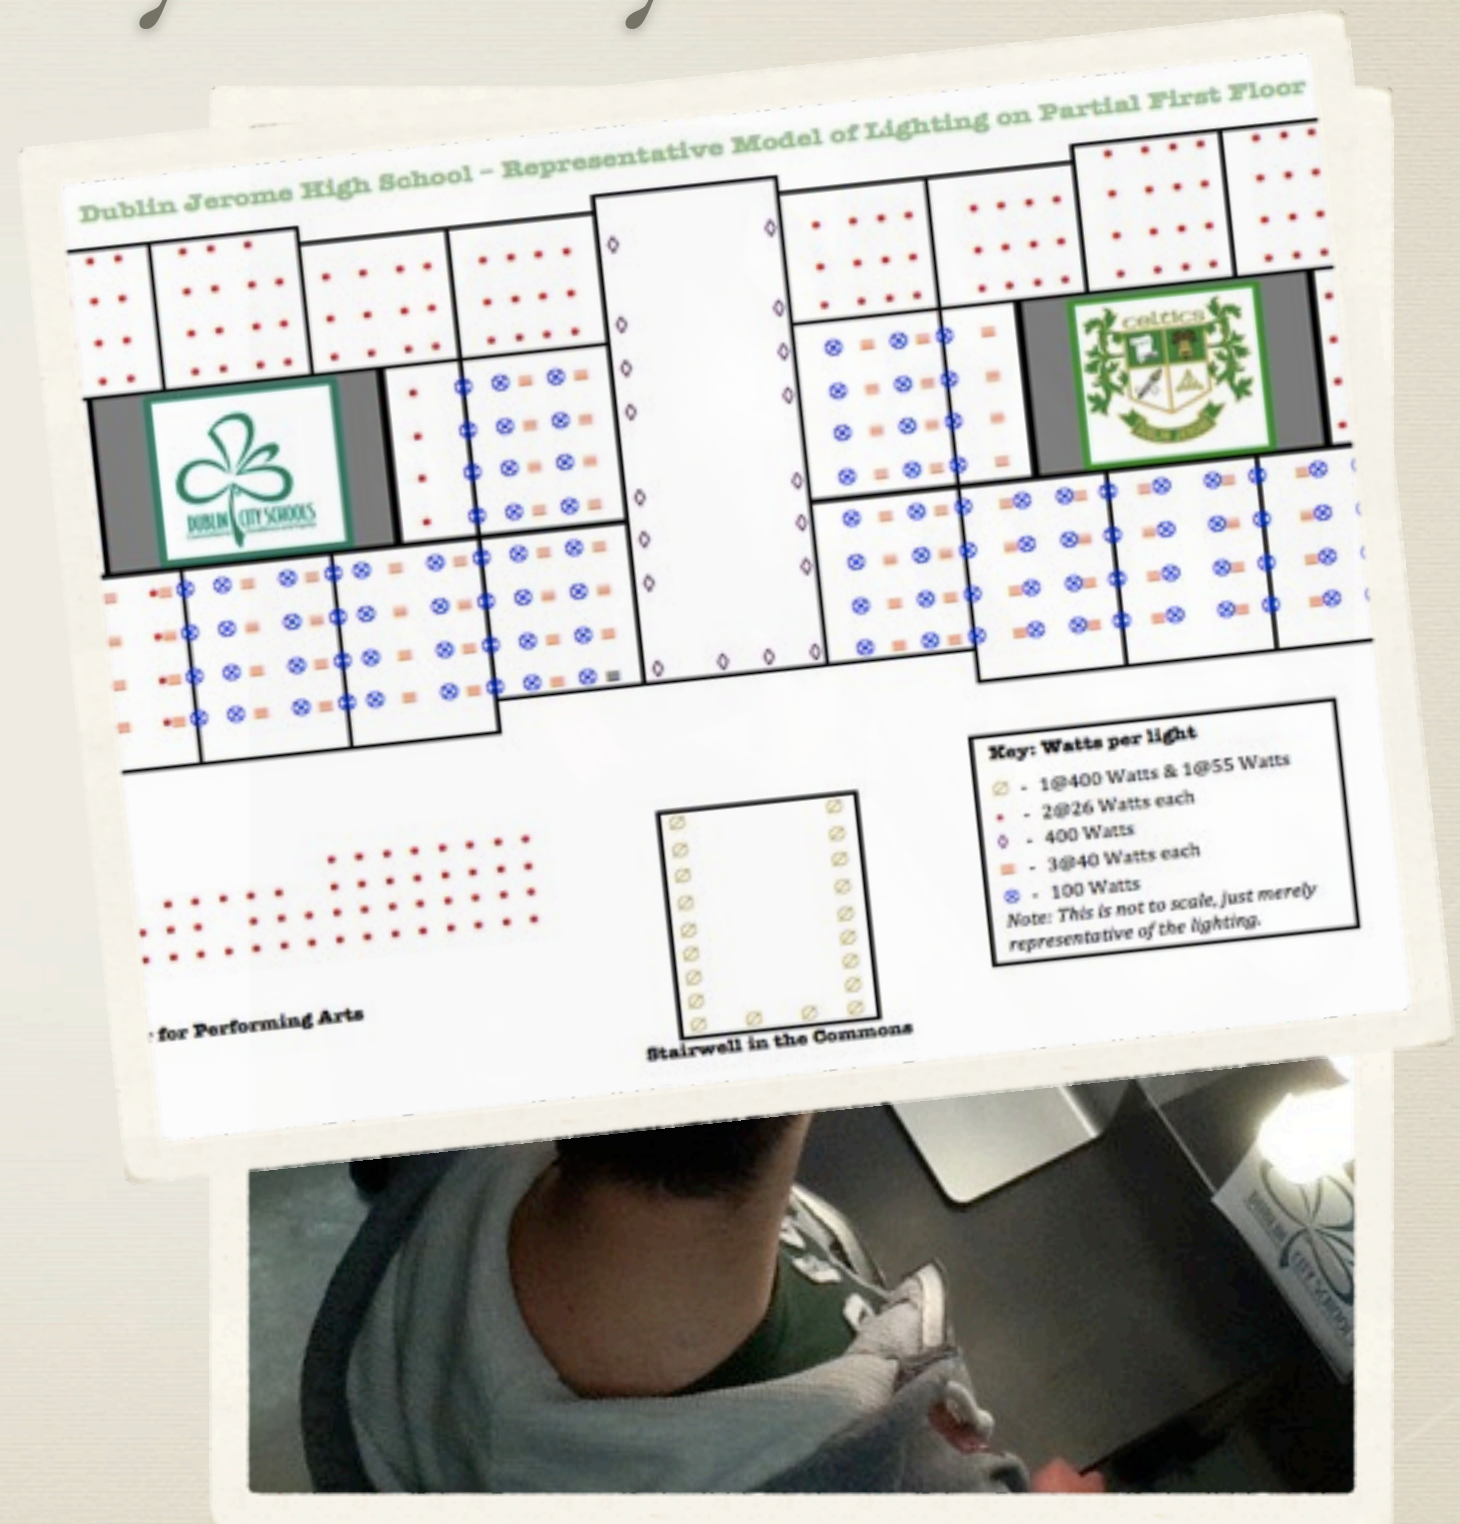 Dublin Jerome High School – Representative Model of Lighting on Partial First Floor
celtics
DUBLIN CITY SCHOOLS
Key: Watts per light
- 1@400 Watts & 1@55 Watts
- 2@26 Watts each
- 400 Watts
- 3@40 Watts each
- 100 Watts
Note: This is not to scale, just merely
representative of the lighting.
for Performing Arts
Stairwell in the Commons
CITY SCHOOL